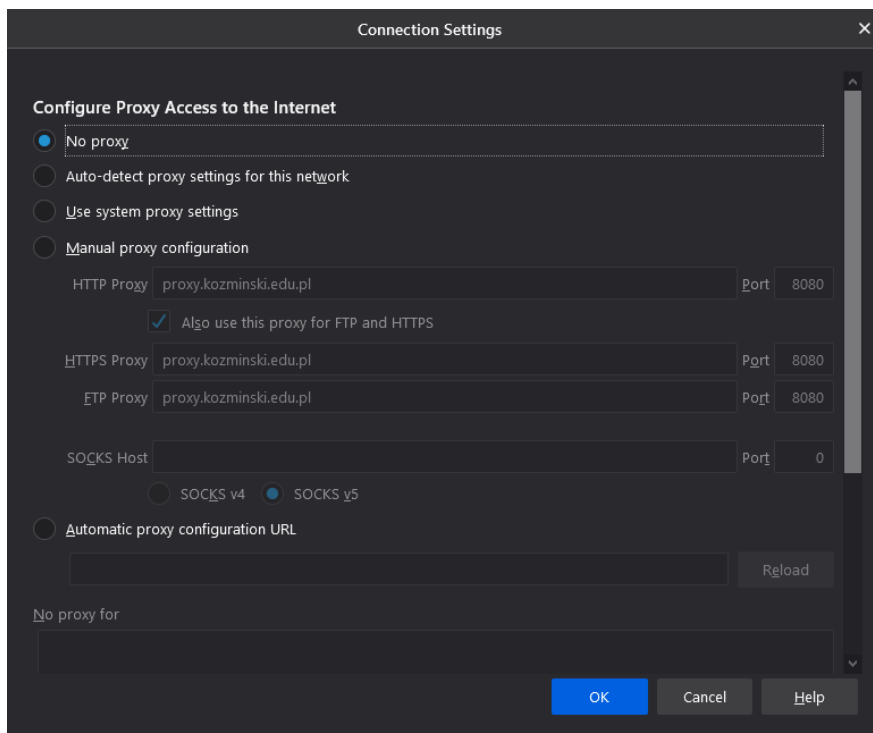 Connection Settings
Configure Proxy Access to the Internet
No proxy
Auto-detect proxy settings for this network
Use system proxy settings
Manual proxy configuration
HTTP Proxy proxy.kozminski.edu.pl Port 8080
Also use this proxy for FTP and HTTPS
HTTPS Proxy proxy.kozminski.edu.pl Port 8080
FTP Proxy proxy.kozminski.edu.pl Port 8080
SOCKS Host Port 0
SOCKS v4 SOCKS v5
Automatic proxy configuration URL
Reload
No proxy for
OK Cancel Help